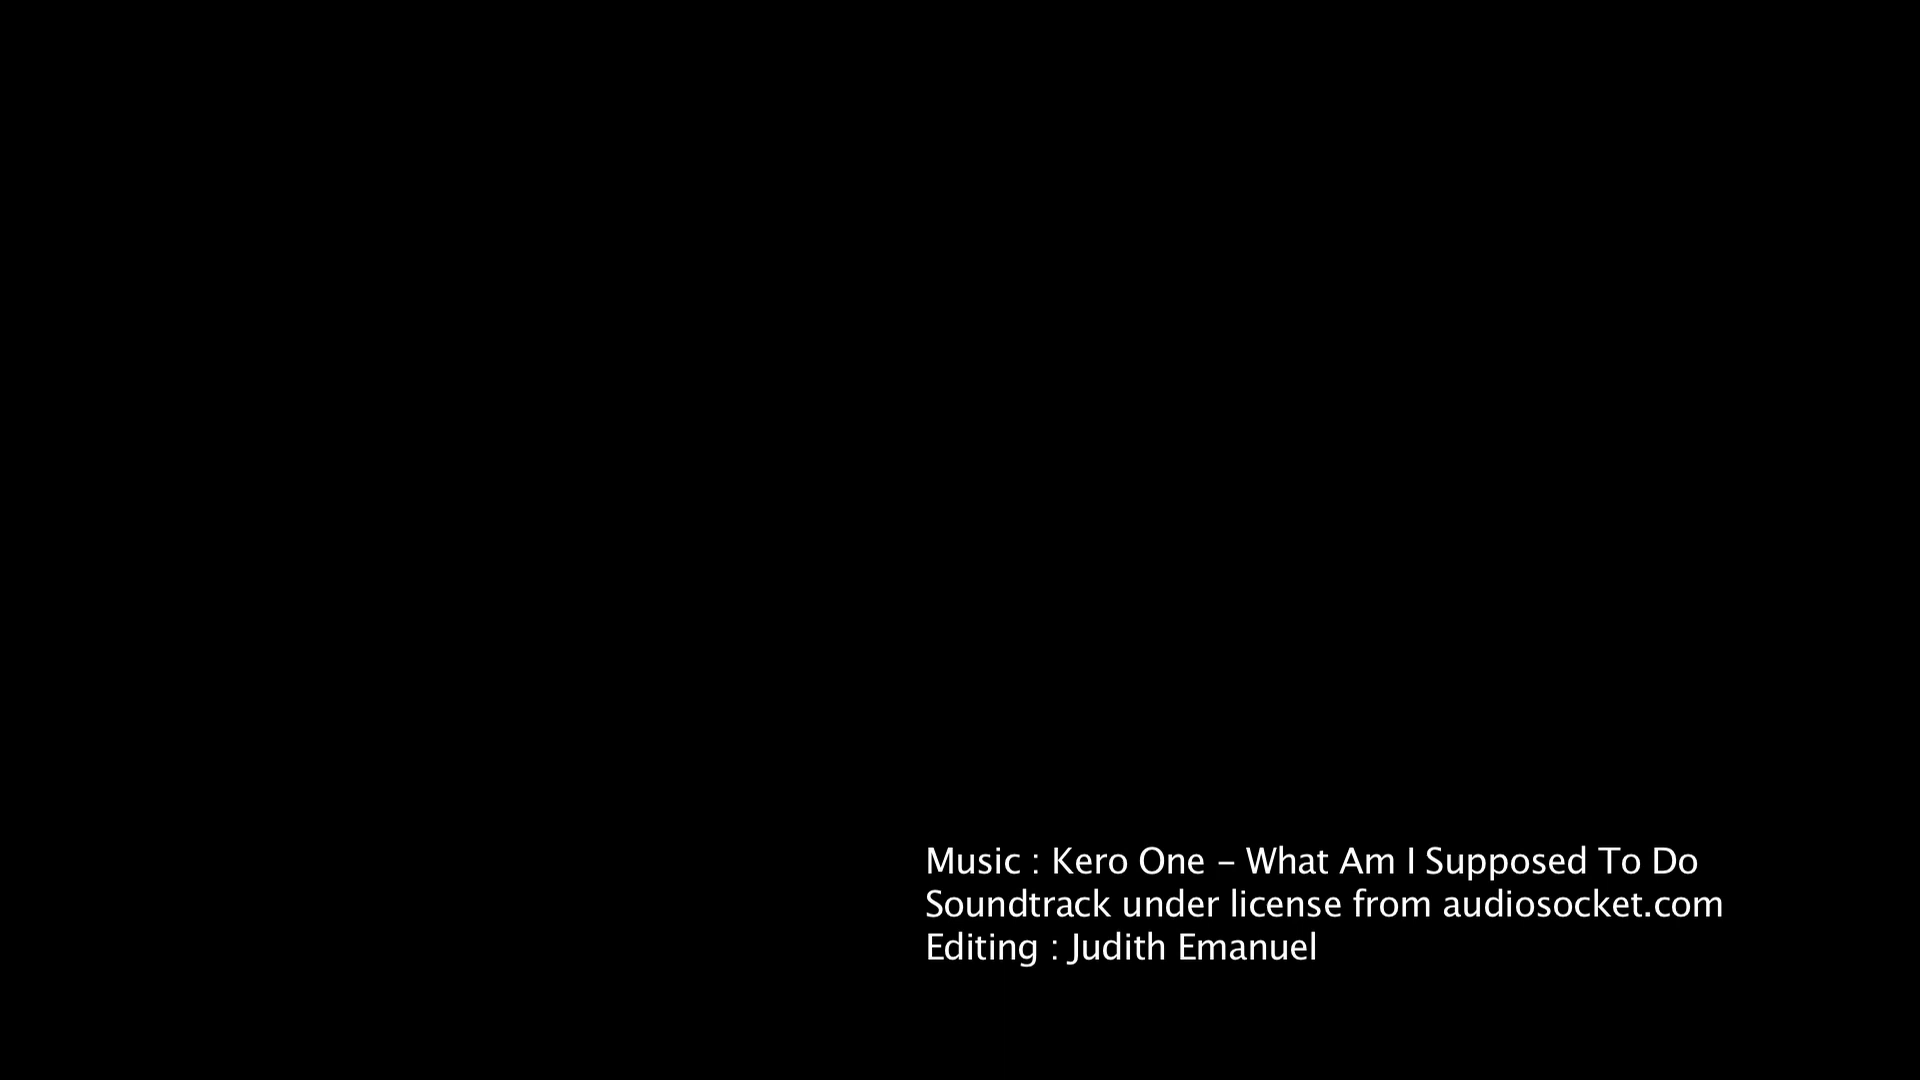 Music : Kero One – What Am I Supposed To Do
Soundtrack under license from audiosocket.com
Editing : Judith Emanuel